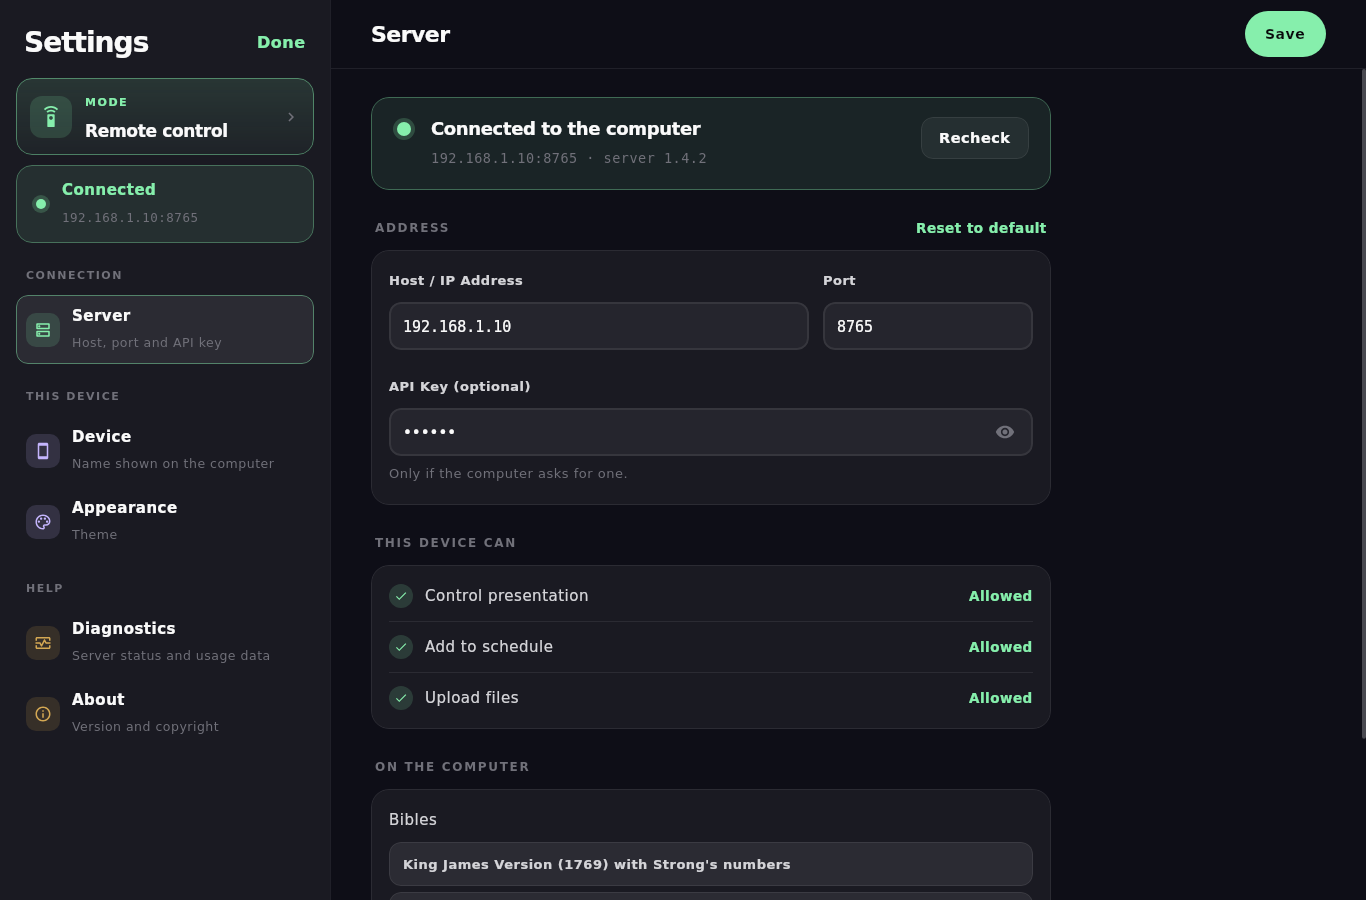 Settings
Done
MODE
Remote control
Connected
192.168.1.10:8765
CONNECTION
Server
Host, port and API key
THIS DEVICE
Device
Name shown on the computer
Appearance
Theme
HELP
Diagnostics
Server status and usage data
About
Version and copyright
Server
Save
Connected to the computer
192.168.1.10:8765 · server 1.4.2
Recheck
ADDRESS
Reset to default
Host / IP Address
Port
192.168.1.10
8765
API Key (optional)
••••••
Only if the computer asks for one.
THIS DEVICE CAN
Control presentation
Allowed
Add to schedule
Allowed
Upload files
Allowed
ON THE COMPUTER
Bibles
King James Version (1769) with Strong's numbers